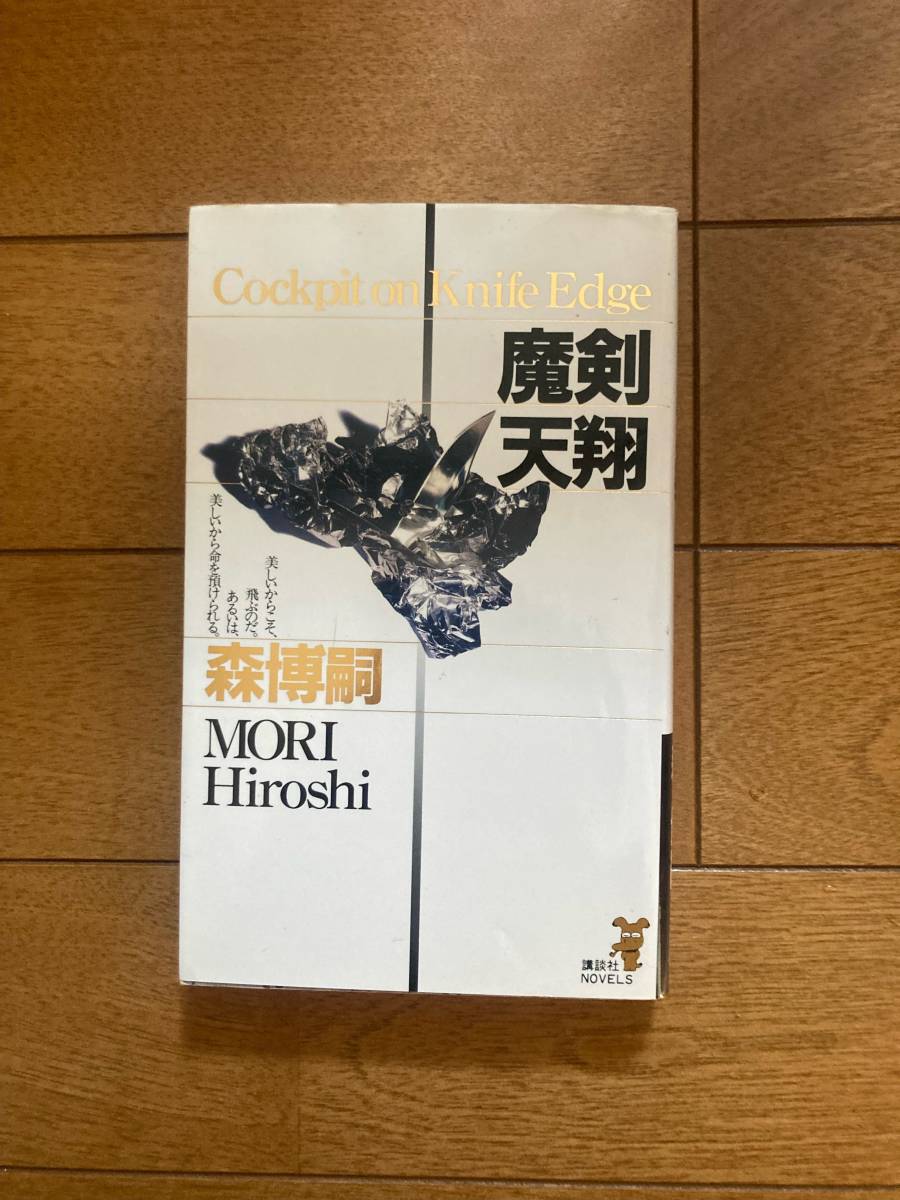 Cockpit on Knife Edge
魔剣
天翔
美しいからこそ、
飛ぶのだ。
あるいは、
美しいから命を預けられる。
森博嗣
MORI
Hiroshi
講談社
NOVELS